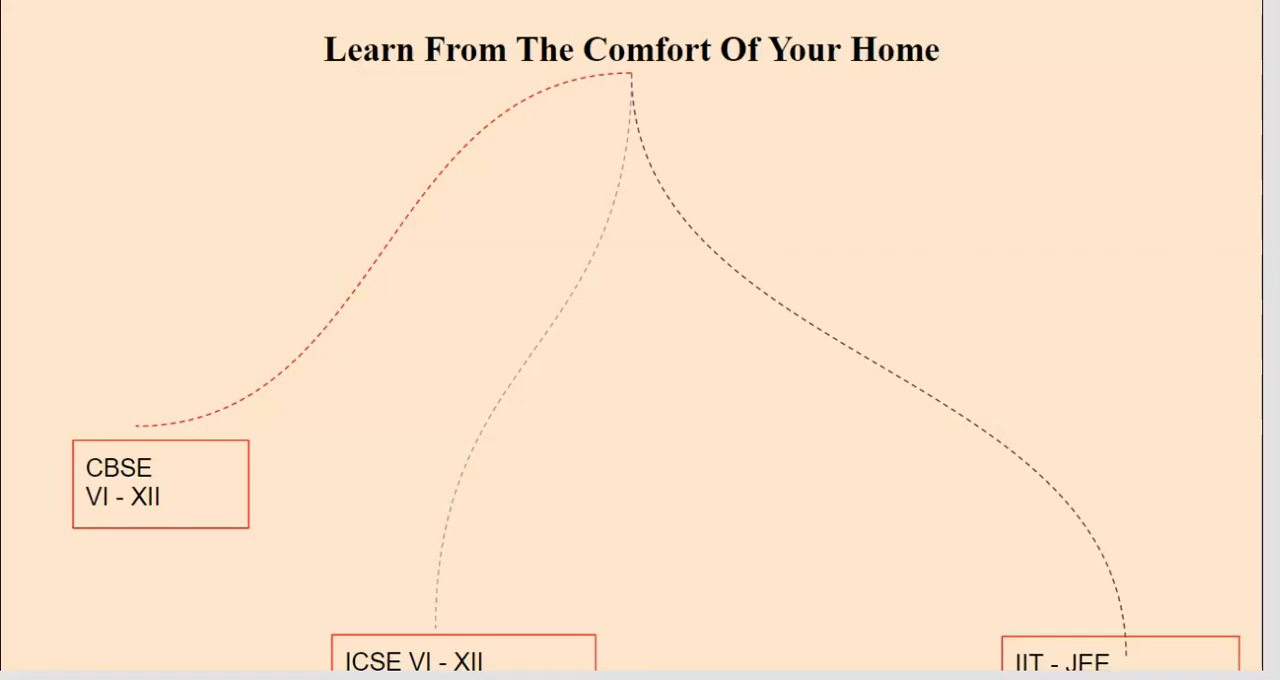 Learn From The Comfort Of Your Home
CBSE
VI - XII
ICSE VI - XII
IIT - JEE